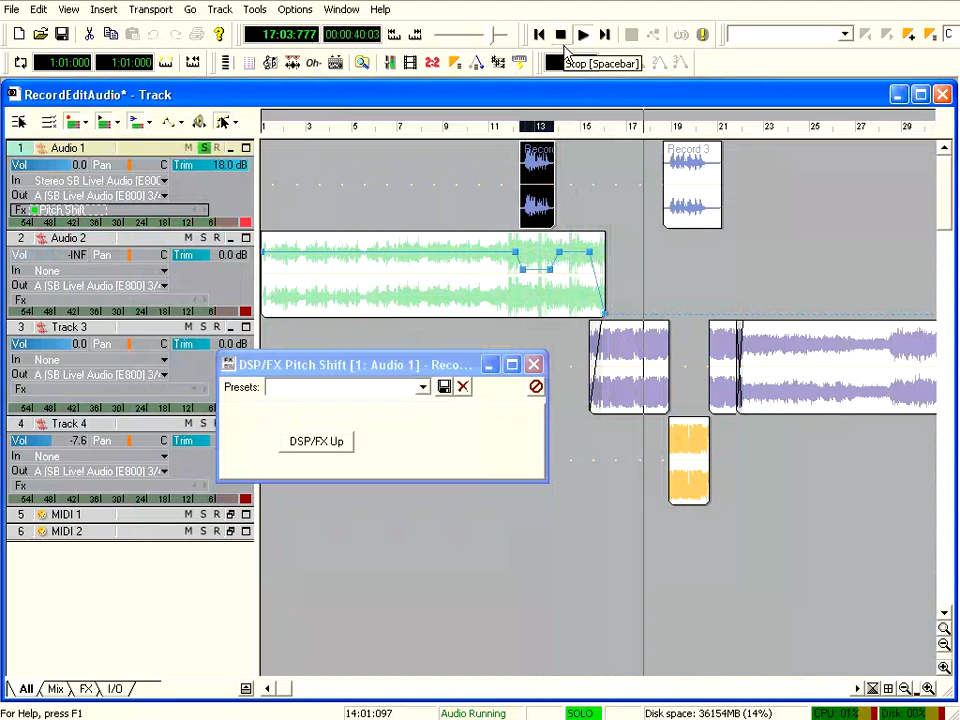 File Edit View Insert Transport Go Track Tools Options Window Help
17:03:777 00:00:40:03
1:01:000 1:01:000 Oh- 2:2 Stop [Spacebar]
RecordEditAudio* - Track
1 3 5 7 9 11 13 15 17 19 21 23 25 27 29
1 Audio 1 M S R
Vol 0.0 Pan C Trim 18.0 dB
In Stereo SB Live! Audio [E800]
Out A (SB Live! Audio [E800] 3/4
Fx Pitch Shift
54 48 42 36 30 24 18 12 6
2 Audio 2 M S R
Vol -INF Pan C Trim 0.0 dB
In None
Out A (SB Live! Audio [E800] 3/4
Fx
54 48 42 36 30 24 18 12 6
3 Track 3 M S R
Vol 0.0 Pan C Trim 0.0 dB
In None
Out A (SB Live! Audio [E800] 3/4
Fx
54 48 42 36 30 24 18 12 6
4 Track 4
Vol -7.6 Pan C Trim
In None
Out A (SB Live! Audio [E800] 3/4
Fx
54 48 42 36 30 24 18 12 6
5 MIDI 1 M S R
6 MIDI 2 M S R
Record 3
DSP/FX Pitch Shift [1: Audio 1] - Reco...
Presets:
DSP/FX Up
All Mix FX I/O
For Help, press F1 14:01:097 Audio Running SOLO Disk space: 36154MB (14%) CPU: 01% Disk: 00%